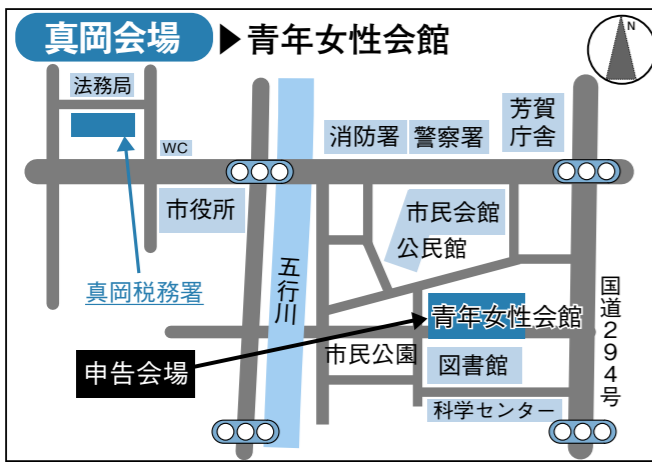 真岡会場 ▶青年女性会館
N
法務局
WC
消防署
警察署
芳賀
庁舎
市役所
市民会館
公民館
真岡税務署
五行川
国道294号
青年女性会館
申告会場
市民公園
図書館
科学センター